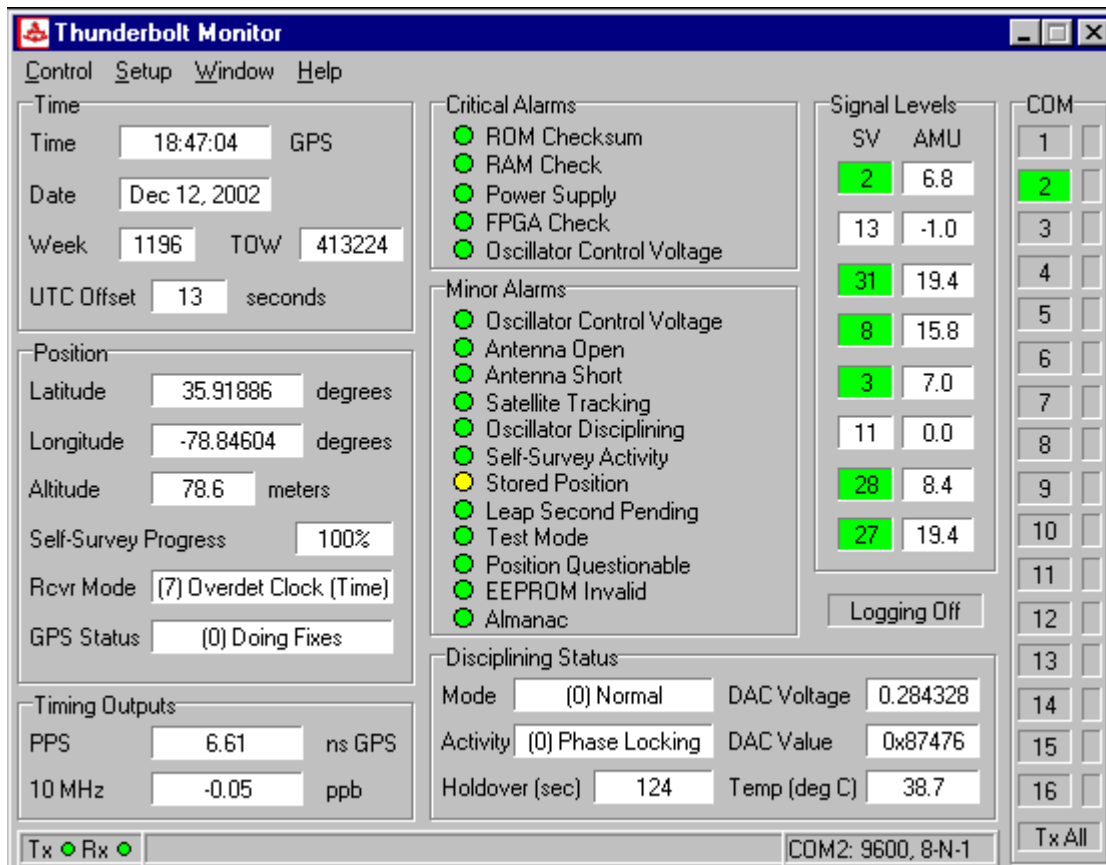 Thunderbolt Monitor
Control Setup Window Help
Time
Time 18:47:04 GPS
Date Dec 12, 2002
Week 1196 TOW 413224
UTC Offset 13 seconds
Position
Latitude 35.91886 degrees
Longitude -78.84604 degrees
Altitude 78.6 meters
Self-Survey Progress 100%
Rcvr Mode (7) Overdet Clock (Time)
GPS Status (0) Doing Fixes
Timing Outputs
PPS 6.61 ns GPS
10 MHz -0.05 ppb
Critical Alarms
ROM Checksum
RAM Check
Power Supply
FPGA Check
Oscillator Control Voltage
Minor Alarms
Oscillator Control Voltage
Antenna Open
Antenna Short
Satellite Tracking
Oscillator Disciplining
Self-Survey Activity
Stored Position
Leap Second Pending
Test Mode
Position Questionable
EEPROM Invalid
Almanac
Signal Levels
SV AMU
2 6.8
13 -1.0
31 19.4
8 15.8
3 7.0
11 0.0
28 8.4
27 19.4
Logging Off
Disciplining Status
Mode (0) Normal DAC Voltage 0.284328
Activity (0) Phase Locking DAC Value 0x87476
Holdover (sec) 124 Temp (deg C) 38.7
COM
1
2
3
4
5
6
7
8
9
10
11
12
13
14
15
16
Tx All
Tx Rx COM2: 9600, 8-N-1